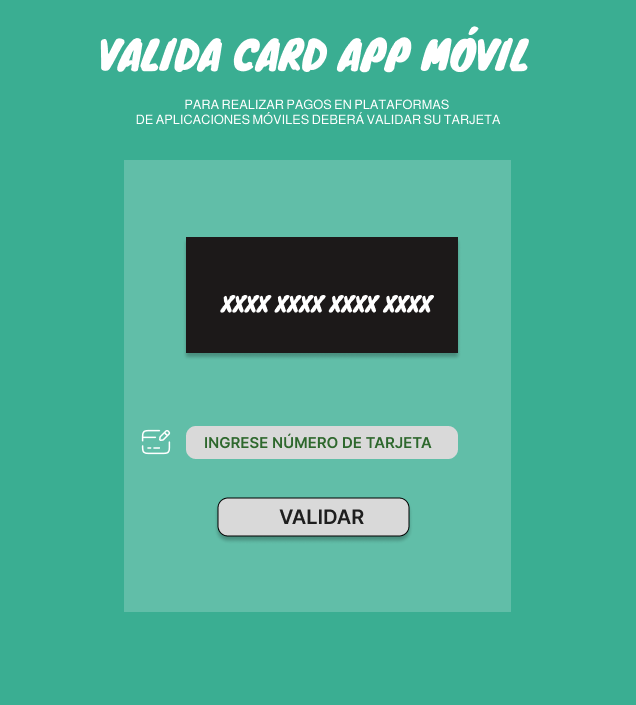 VALIDA CARD APP MÓVIL
PARA REALIZAR PAGOS EN PLATAFORMAS
DE APLICACIONES MÓVILES DEBERÁ VALIDAR SU TARJETA
XXXX XXXX XXXX XXXX
INGRESE NÚMERO DE TARJETA
VALIDAR